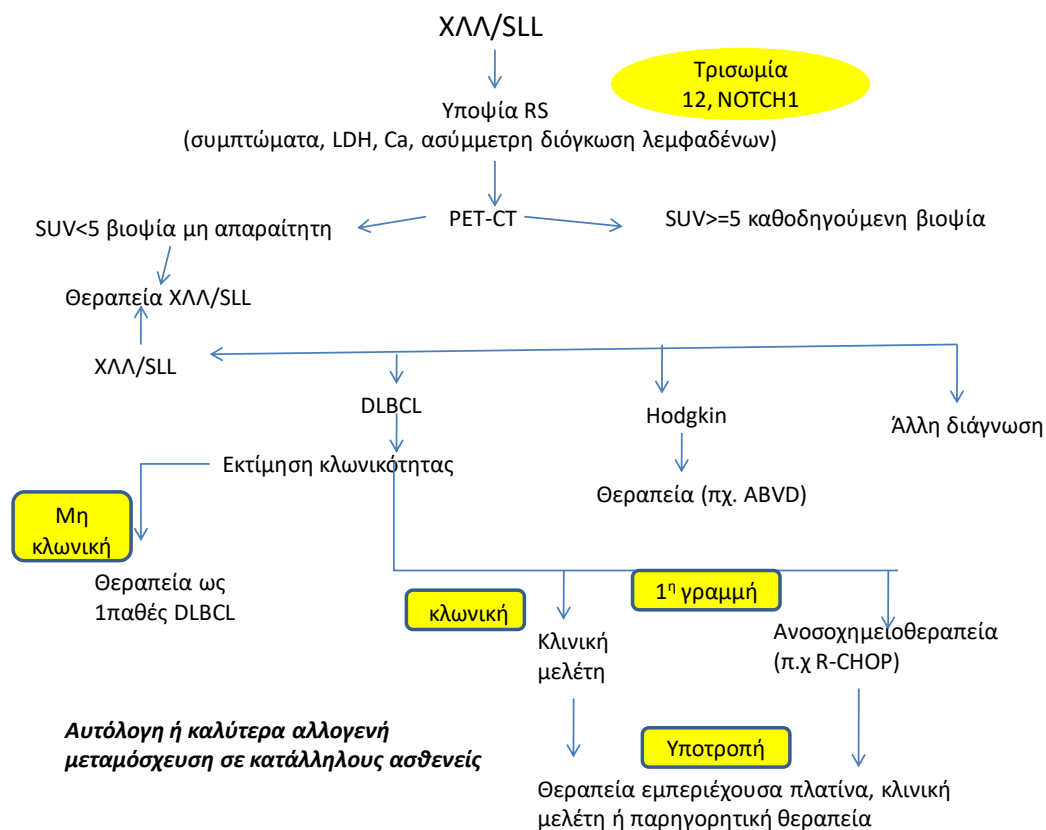 ΧΛΛ/SLL
Τρισωμία
12, NOTCH1
Υποψία RS
(συμπτώματα, LDH, Ca, ασύμμετρη διόγκωση λεμφαδένων)
PET-CT
SUV<5 βιοψία μη απαραίτητη
SUV>=5 καθοδηγούμενη βιοψία
Θεραπεία ΧΛΛ/SLL
ΧΛΛ/SLL
DLBCL
Hodgkin
Άλλη διάγνωση
Εκτίμηση κλωνικότητας
Θεραπεία (πχ. ABVD)
Μη
κλωνική
Θεραπεία ως
1παθές DLBCL
κλωνική
1η γραμμή
Κλινική
μελέτη
Ανοσοχημειοθεραπεία
(π.χ R-CHOP)
Αυτόλογη ή καλύτερα αλλογενή
μεταμόσχευση σε κατάλληλους ασθενείς
Υποτροπή
Θεραπεία εμπεριέχουσα πλατίνα, κλινική
μελέτη ή παρηγορητική θεραπεία